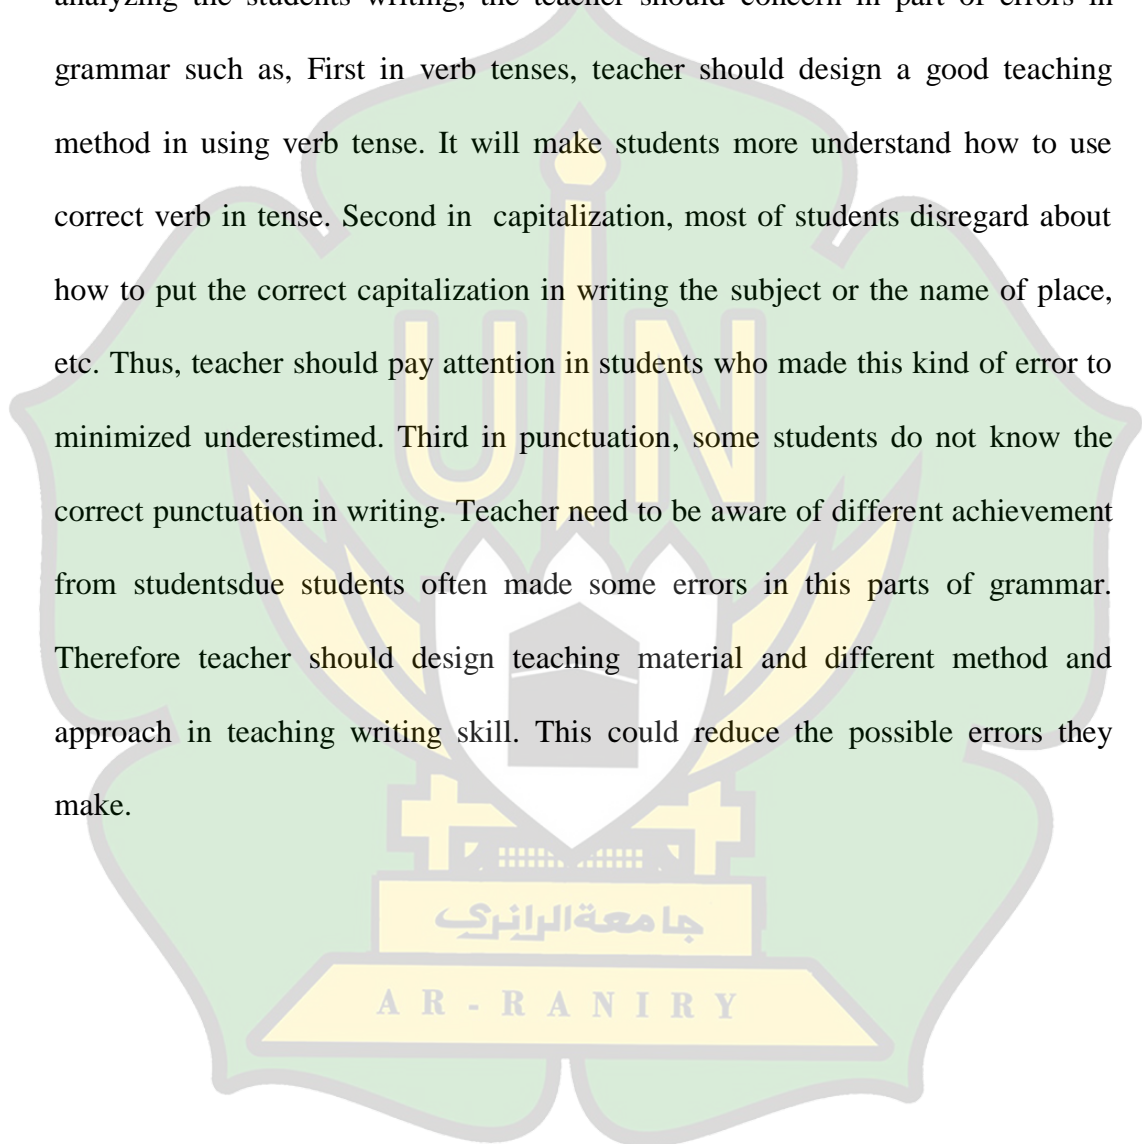 analyzing the students writing, the teacher should concern in part of errors in
grammar such as, First in verb tenses, teacher should design a good teaching
method in using verb tense. It will make students more understand how to use
correct verb in tense. Second in capitalization, most of students disregard about
how to put the correct capitalization in writing the subject or the name of place,
etc. Thus, teacher should pay attention in students who made this kind of error to
minimized underestimed. Third in punctuation, some students do not know the
correct punctuation in writing. Teacher need to be aware of different achievement
from studentsdue students often made some errors in this parts of grammar.
Therefore teacher should design teaching material and different method and
approach in teaching writing skill. This could reduce the possible errors they
make.
UIN
جامعة الرانري
AR-RANIRY